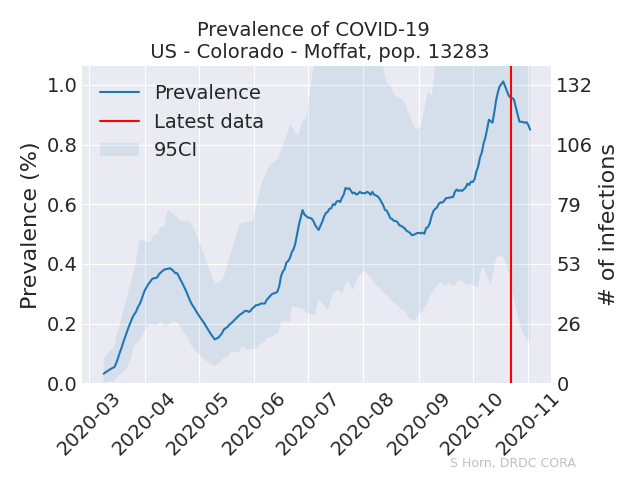 Prevalence of COVID-19
US - Colorado - Moffat, pop. 13283
Prevalence
Latest data
95CI
Prevalence (%)
1.0
0.8
0.6
0.4
0.2
0.0
132
106
79
53
26
0
# of infections
2020-03
2020-04
2020-05
2020-06
2020-07
2020-08
2020-09
2020-10
2020-11
S Horn, DRDC CORA